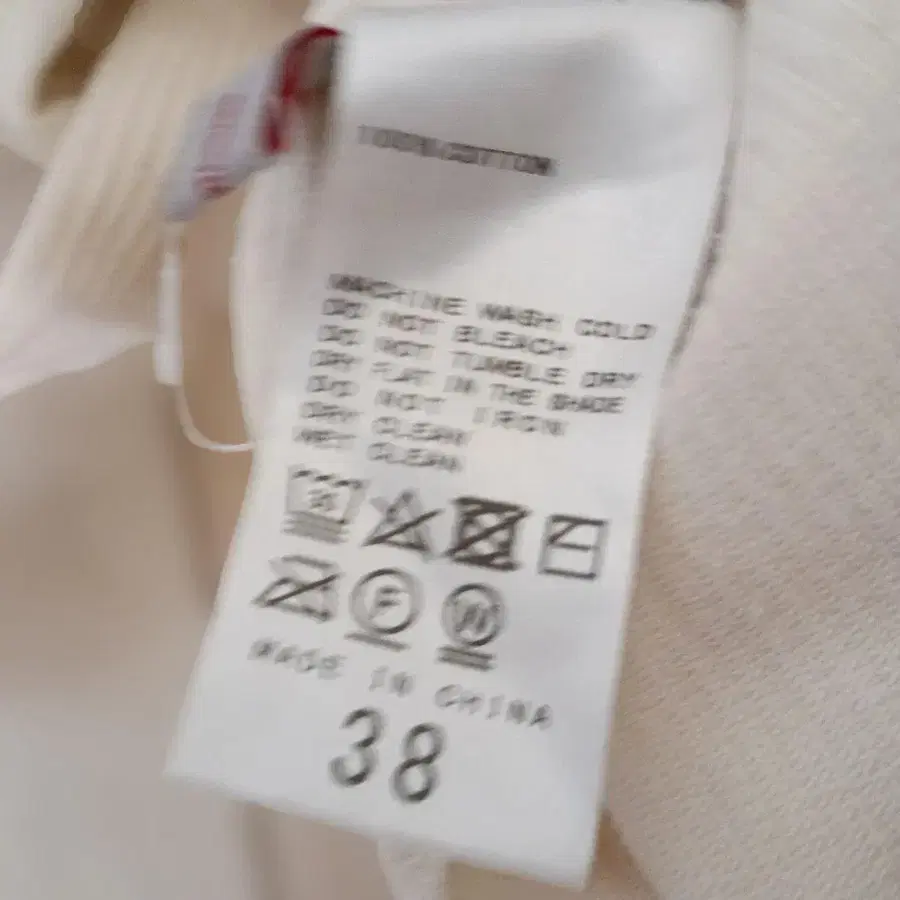 100% COTTON
MACHINE WASH COLD
DO NOT BLEACH
DO NOT TUMBLE DRY
DRY FLAT IN THE SHADE
DO NOT IRON
DRY CLEAN
WET CLEAN
F W
MADE IN CHINA
38